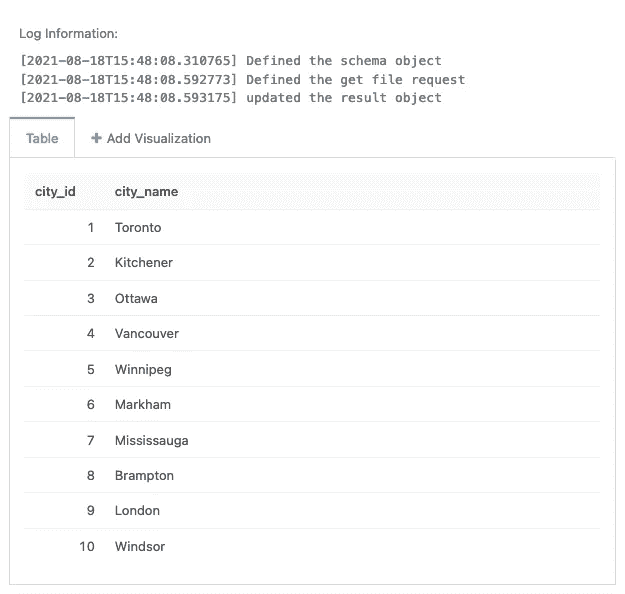 Log Information:
[2021-08-18T15:48:08.310765] Defined the schema object
[2021-08-18T15:48:08.592773] Defined the get file request
[2021-08-18T15:48:08.593175] updated the result object
Table + Add Visualization
city_id city_name
1 Toronto
2 Kitchener
3 Ottawa
4 Vancouver
5 Winnipeg
6 Markham
7 Mississauga
8 Brampton
9 London
10 Windsor